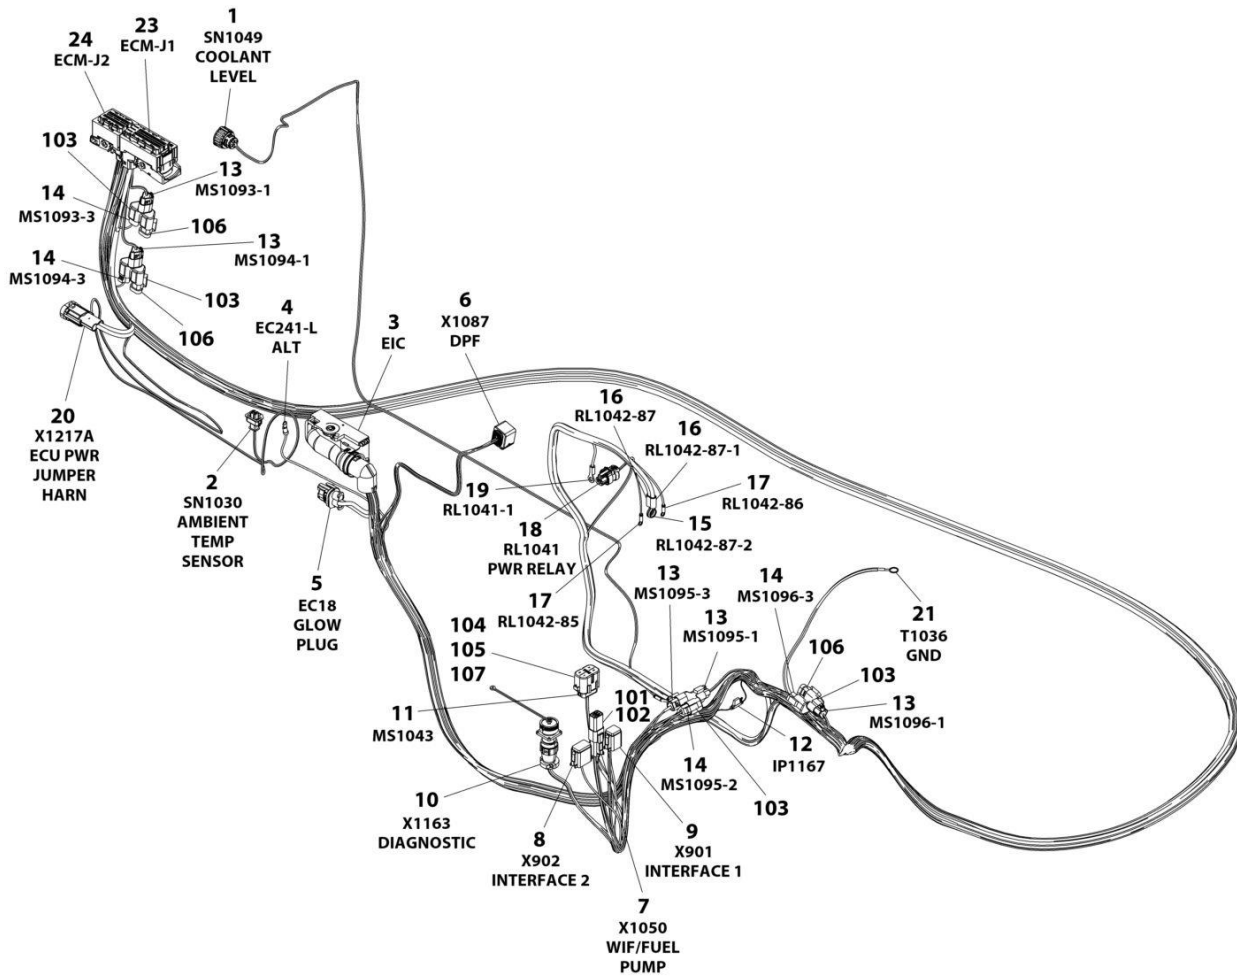 1
SN1049
COOLANT
LEVEL
23
ECM-J1
24
ECM-J2
103
13
MS1093-1
14
MS1093-3
106
13
MS1094-1
14
MS1094-3
103
106
4
EC241-L
ALT
3
EIC
6
X1087
DPF
20
X1217A
ECU PWR
JUMPER
HARN
2
SN1030
AMBIENT
TEMP
SENSOR
5
EC18
GLOW
PLUG
16
RL1042-87
16
RL1042-87-1
19
RL1041-1
17
RL1042-86
18
RL1041
PWR RELAY
15
RL1042-87-2
17
RL1042-85
13
MS1095-3
13
MS1095-1
14
MS1096-3
21
T1036
GND
106
103
13
MS1096-1
104
105
107
11
MS1043
101
102
12
IP1167
14
MS1095-2
103
10
X1163
DIAGNOSTIC
8
X902
INTERFACE 2
9
X901
INTERFACE 1
7
X1050
WIF/FUEL
PUMP